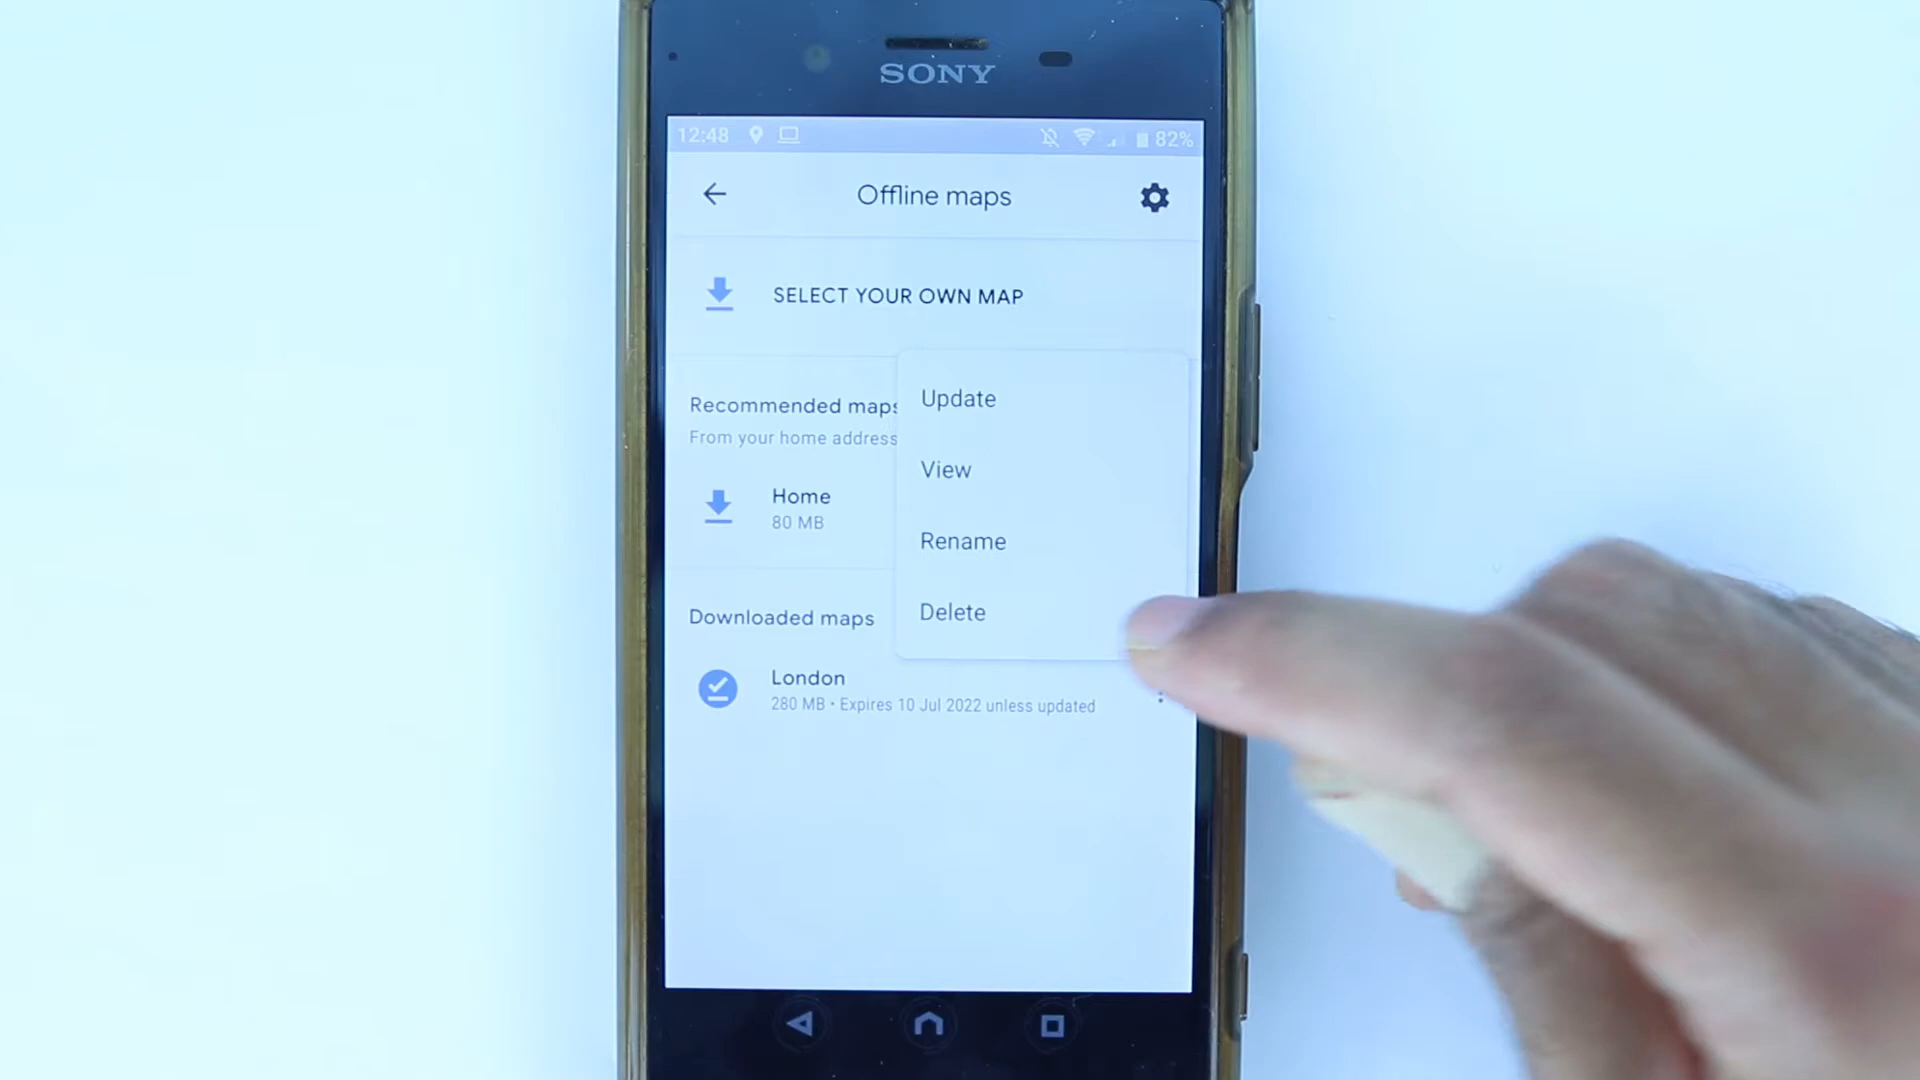 SONY
12:48 82%
Offline maps
SELECT YOUR OWN MAP
Recommended maps
From your home address
Home
80 MB
Update
View
Rename
Delete
Downloaded maps
London
280 MB • Expires 10 Jul 2022 unless updated